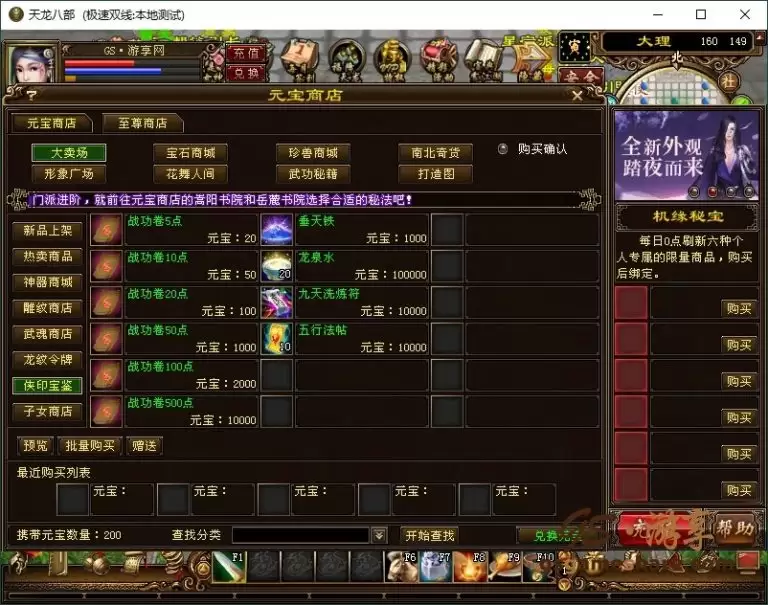 天龙八部 (极速双线:本地测试)
GS·游享网
充值
兑换
大理 160 149
北
寅
安全
社
? 元宝商店
元宝商店 至尊商店
大卖场 宝石商城 珍兽商城 南北奇货 购买确认
形象广场 花舞人间 武功秘籍 打造图
门派进阶，就前往元宝商店的嵩阳书院和岳麓书院选择合适的秘法吧！
新品上架
热卖商品
神器商城
雕纹商店
武魂商店
龙纹令牌
侠印宝鉴
子女商店
战功卷5点
元宝：20
垂天铁
元宝：1000
战功卷10点
元宝：50
20
龙泉水
元宝：100000
战功卷20点
元宝：100
九天洗炼符
元宝：10000
战功卷50点
元宝：1000
10
五行法帖
元宝：10000
战功卷100点
元宝：2000
战功卷500点
元宝：10000
预览 批量购买 赠送
最近购买列表
元宝： 元宝： 元宝： 元宝： 元宝：
携带元宝数量：200 查找分类 开始查找
全新外观
踏夜而来
机缘秘宝
每日0点刷新六种个
人专属的限量商品，购买
后绑定。
购买
购买
购买
购买
购买
购买
帮助
F1 F6 F7 F8 F9 F10
1